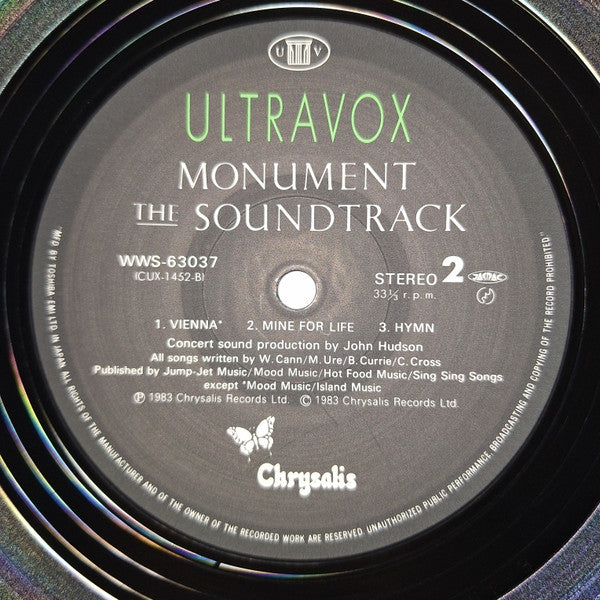 U V
ULTRAVOX
MONUMENT
THE SOUNDTRACK
WWS-63037
(CUX-1452-B)
STEREO 2 JASRAC
33⅓ r.p.m.
1. VIENNA* 2. MINE FOR LIFE 3. HYMN
Concert sound production by John Hudson
All songs written by W. Cann/M. Ure/B. Currie/C. Cross
Published by Jump-Jet Music/Mood Music/Hot Food Music/Sing Sing Songs
except *Mood Music/Island Music
Ⓟ 1983 Chrysalis Records Ltd. © 1983 Chrysalis Records Ltd.
Chrysalis
"MFD. BY TOSHIBA EMI LTD. IN JAPAN. ALL RIGHTS OF THE MANUFACTURER AND OF THE OWNER OF THE RECORDED WORK ARE RESERVED. UNAUTHORIZED PUBLIC PERFORMANCE, BROADCASTING AND COPYING OF THE RECORD PROHIBITED."